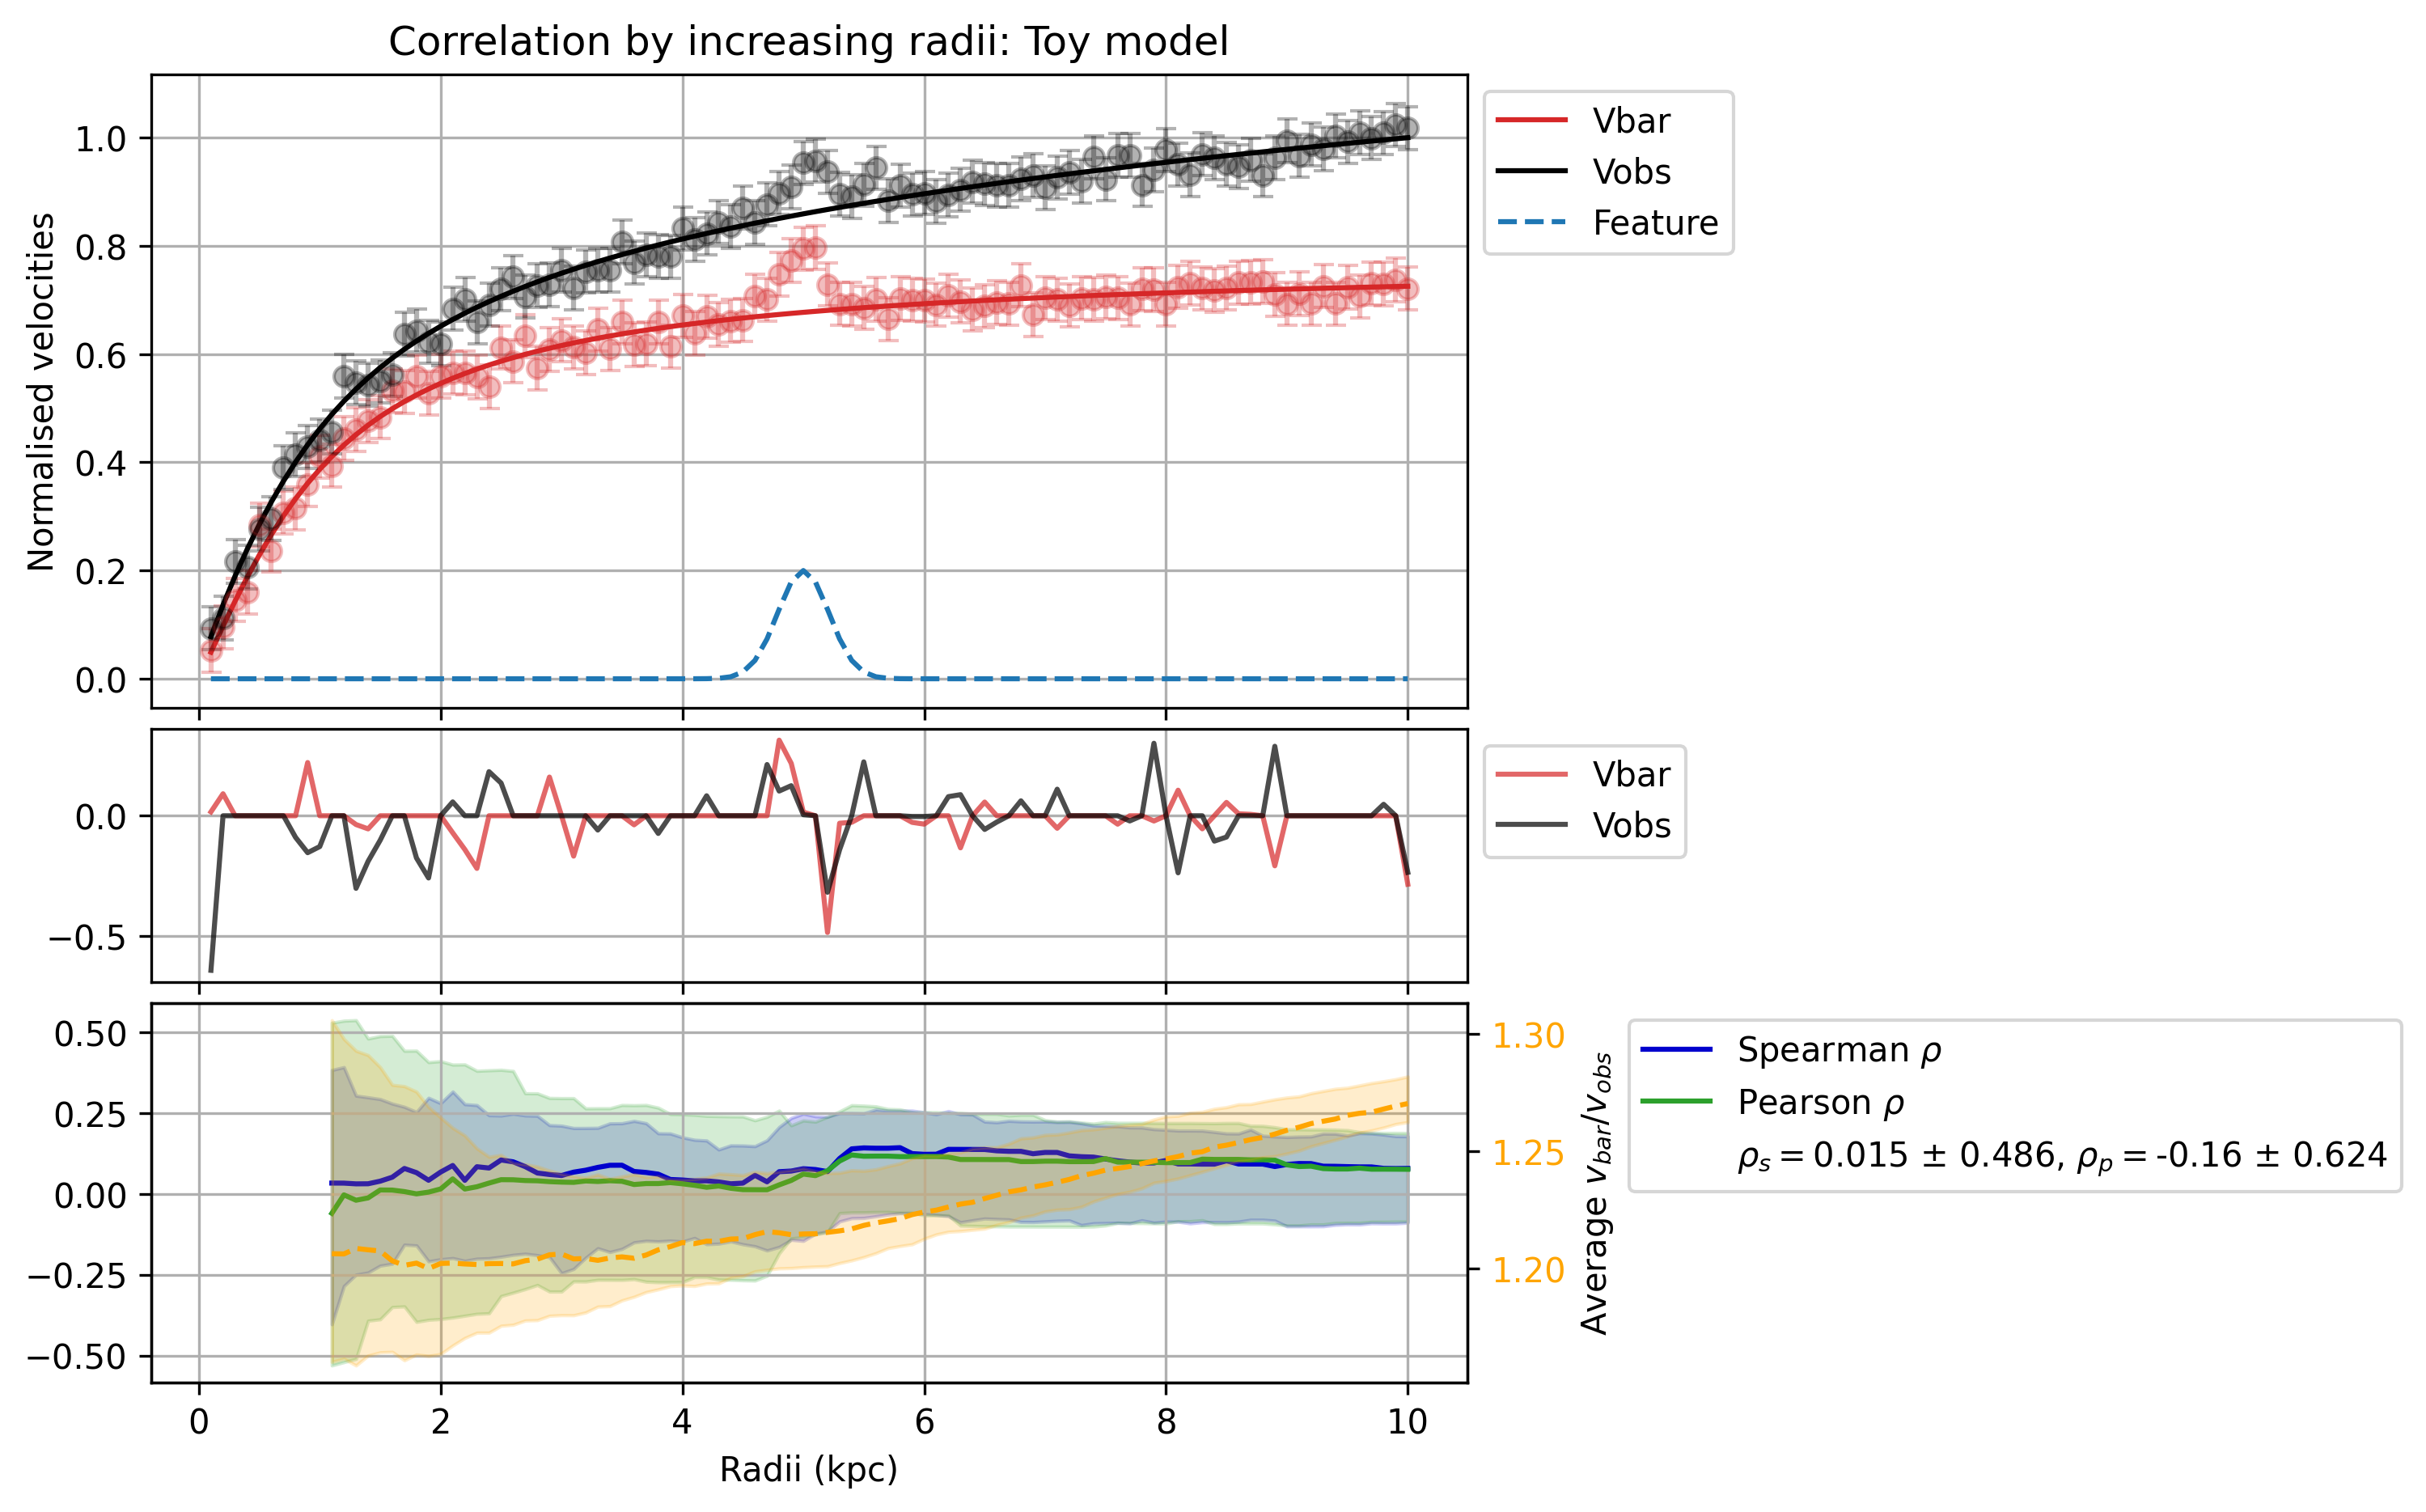 Correlation by increasing radii: Toy model
Normalised velocities
1.0
0.8
0.6
0.4
0.2
0.0
Vbar
Vobs
Feature
0.0
−0.5
Vbar
Vobs
0.50
0.25
0.00
−0.25
−0.50
1.30
1.25
1.20
Average v_bar/v_obs
Spearman ρ
Pearson ρ
ρ_s = 0.015 ± 0.486, ρ_p = -0.16 ± 0.624
0 2 4 6 8 10
Radii (kpc)